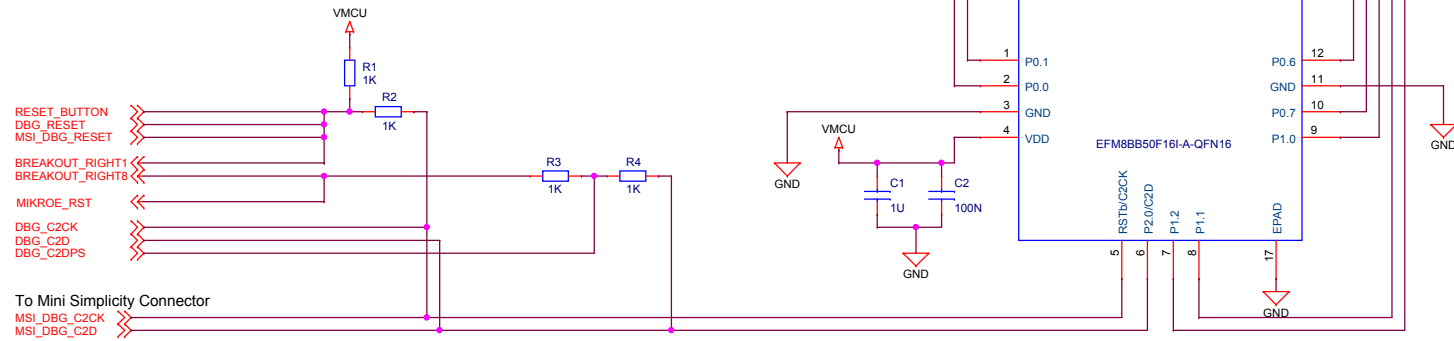 VMCU
R1
1K
R2
1K
RESET_BUTTON
DBG_RESET
MSI_DBG_RESET
BREAKOUT_RIGHT1
BREAKOUT_RIGHT8
MIKROE_RST
DBG_C2CK
DBG_C2D
DBG_C2DPS
R3
1K
R4
1K
To Mini Simplicity Connector
MSI_DBG_C2CK
MSI_DBG_C2D
VMCU
GND
C1
1U
C2
100N
GND
1 P0.1
2 P0.0
3 GND
4 VDD
EFM8BB50F16I-A-QFN16
P0.6 12
GND 11
P0.7 10
P1.0 9
RSTb/C2CK 5
P2.0/C2D 6
P1.2 7
P1.1 8
EPAD 17
GND
GND